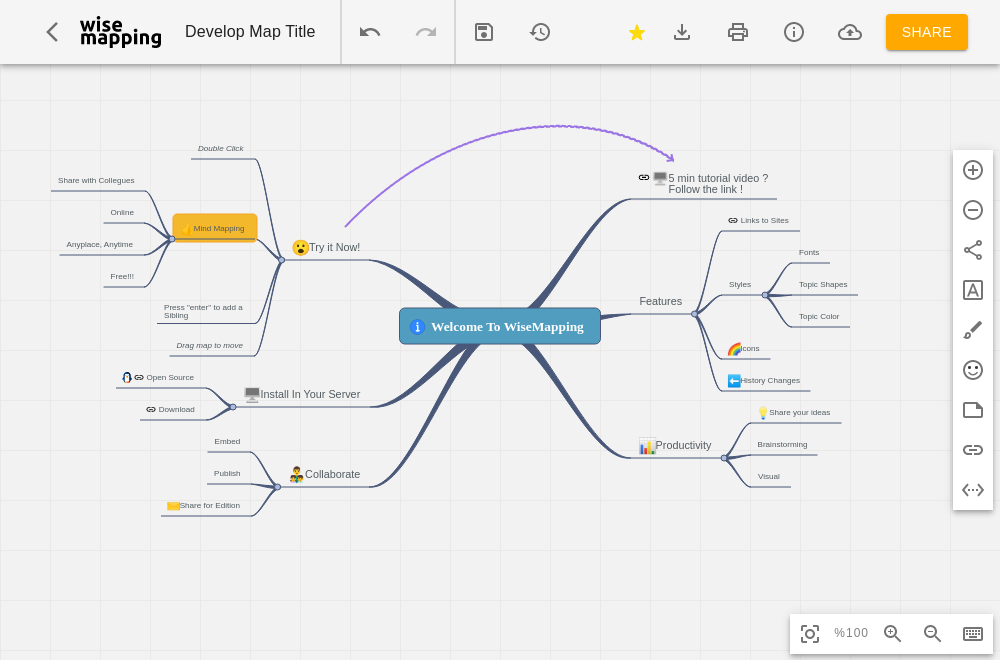 wise
mapping
Develop Map Title
SHARE
Double Click
Share with Collegues
Online
Mind Mapping
Anyplace, Anytime
Free!!!
Try it Now!
Press "enter" to add a
Sibling
Drag map to move
Open Source
Download
Install In Your Server
Embed
Publish
Share for Edition
Collaborate
Welcome To WiseMapping
5 min tutorial video ?
Follow the link !
Links to Sites
Features
Styles
Fonts
Topic Shapes
Topic Color
Icons
History Changes
Productivity
Share your ideas
Brainstorming
Visual
%100